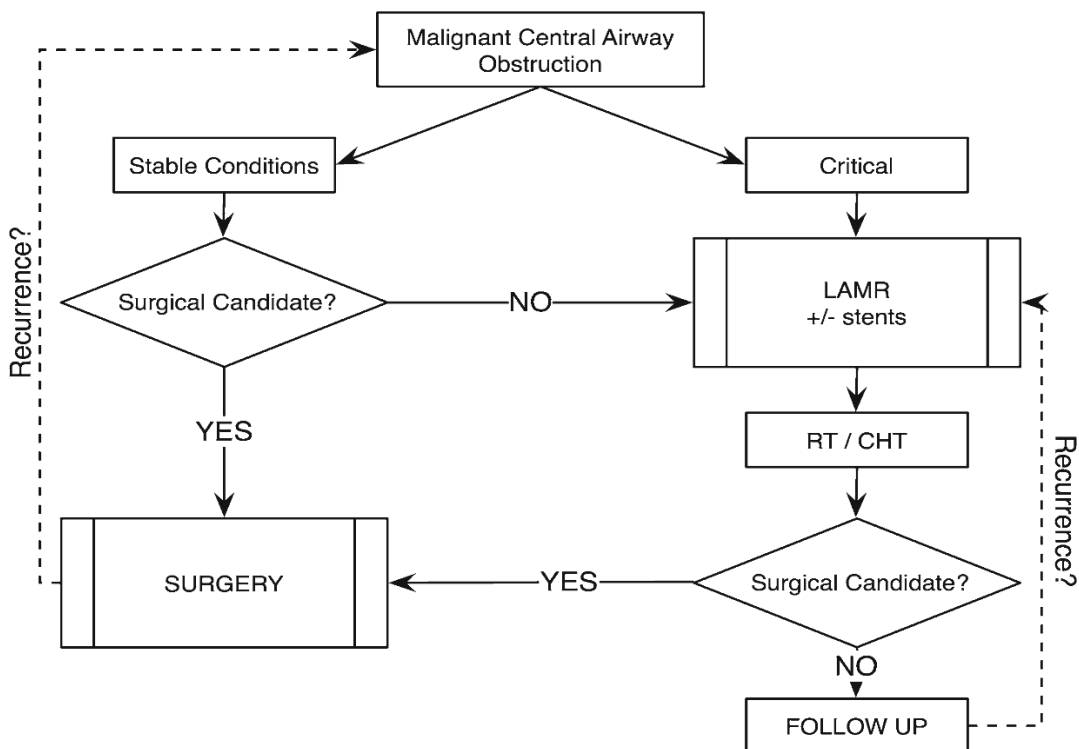 Malignant Central Airway
Obstruction
Stable Conditions
Critical
Recurrence?
Surgical Candidate?
NO
LAMR
+/- stents
YES
RT / CHT
Recurrence?
SURGERY
YES
Surgical Candidate?
NO
FOLLOW UP